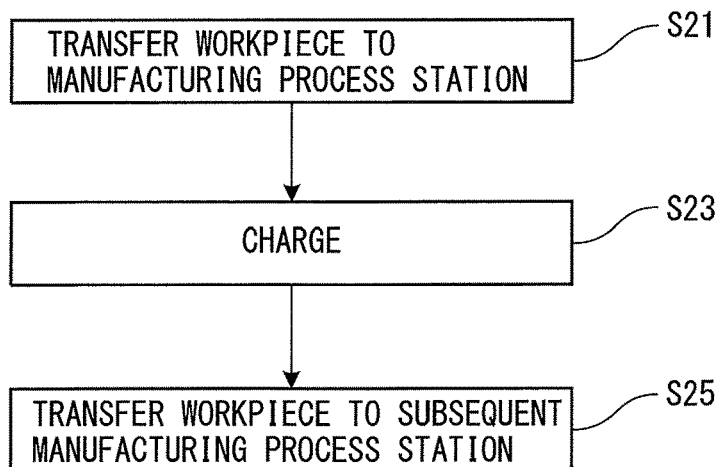 TRANSFER WORKPIECE TO
MANUFACTURING PROCESS STATION
S21
CHARGE
S23
TRANSFER WORKPIECE TO SUBSEQUENT
MANUFACTURING PROCESS STATION
S25